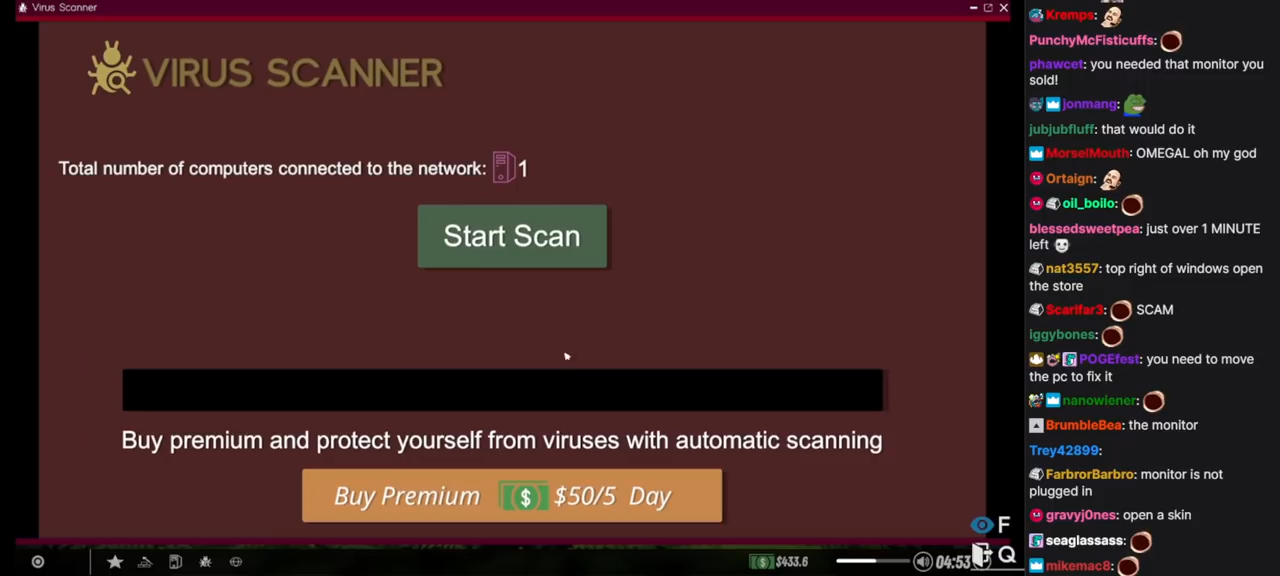 Virus Scanner
VIRUS SCANNER
Total number of computers connected to the network: 1
Start Scan
Buy premium and protect yourself from viruses with automatic scanning
Buy Premium $ $50/5 Day
F
$433.6
04:53
Q
Kremps:
PunchyMcFisticuffs:
phawcet: you needed that monitor you
sold!
jonmang:
jubjubfluff: that would do it
MorselMouth: OMEGAL oh my god
Ortaign:
oil_boilo:
blessedsweetpea: just over 1 MINUTE
left
nat3557: top right of windows open
the store
Scarlfar3: SCAM
iggybones:
POGEfest: you need to move
the pc to fix it
nanowiener:
BrumbleBea: the monitor
Trey42899:
FarbrorBarbro: monitor is not
plugged in
gravyj0nes: open a skin
seaglassass:
mikemac8: